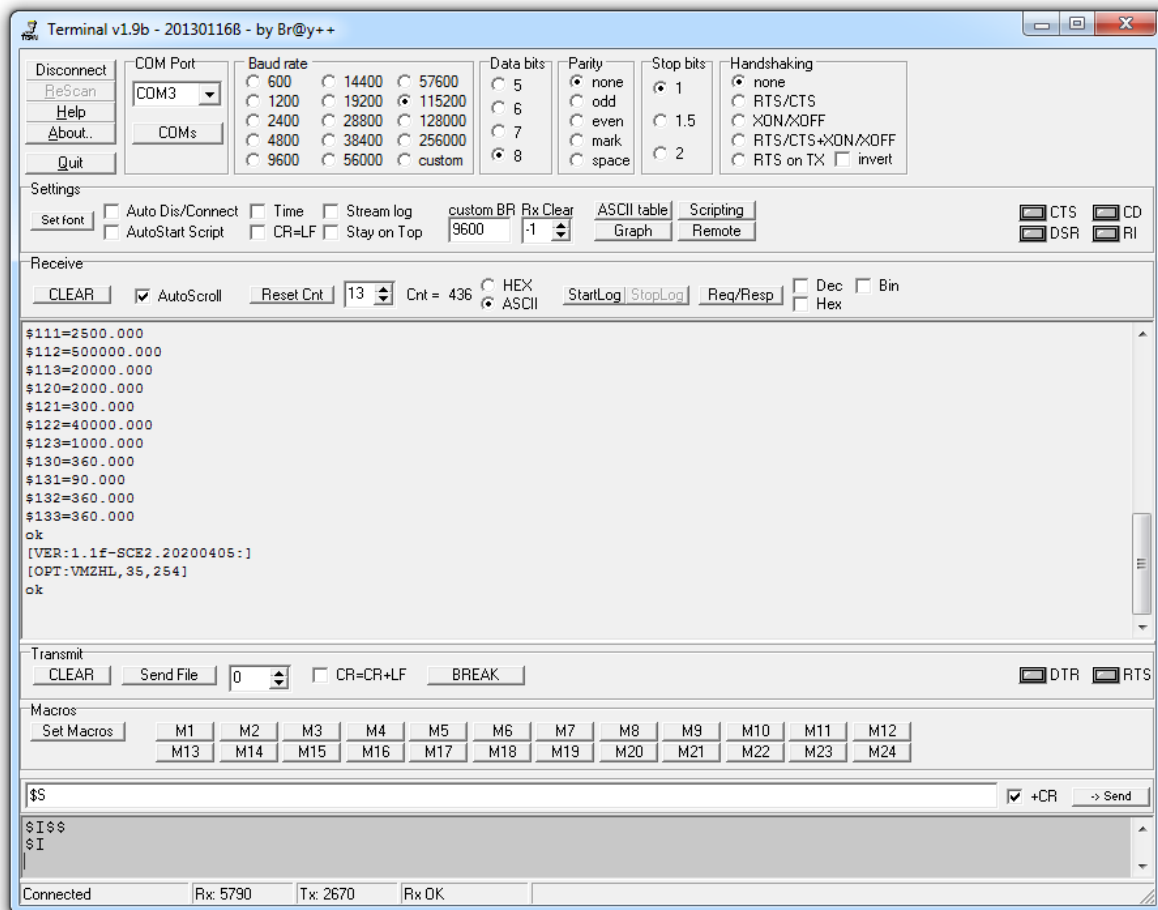 Terminal v1.9b - 20130116ß - by Br@y++
Disconnect
ReScan
Help
About..
Quit
COM Port
COM3
COMs
Baud rate
600 14400 57600
1200 19200 115200
2400 28800 128000
4800 38400 256000
9600 56000 custom
Data bits
5
6
7
8
Parity
none
odd
even
mark
space
Stop bits
1
1.5
2
Handshaking
none
RTS/CTS
XON/XOFF
RTS/CTS+XON/XOFF
RTS on TX invert
Settings
Set font
Auto Dis/Connect Time Stream log
AutoStart Script CR=LF Stay on Top
custom BR Rx Clear
9600 -1
ASCII table Scripting
Graph Remote
CTS CD
DSR RI
Receive
CLEAR AutoScroll Reset Cnt 13 Cnt = 436
HEX
ASCII
StartLog StopLog Req/Resp
Dec Bin
Hex
$111=2500.000
$112=500000.000
$113=20000.000
$120=2000.000
$121=300.000
$122=40000.000
$123=1000.000
$130=360.000
$131=90.000
$132=360.000
$133=360.000
ok
[VER:1.1f-SCE2.20200405:]
[OPT:VMZHL,35,254]
ok
Transmit
CLEAR Send File 0 CR=CR+LF BREAK DTR RTS
Macros
Set Macros
M1 M2 M3 M4 M5 M6 M7 M8 M9 M10 M11 M12
M13 M14 M15 M16 M17 M18 M19 M20 M21 M22 M23 M24
$S +CR -> Send
$I$$
$I
Connected Rx: 5790 Tx: 2670 Rx OK